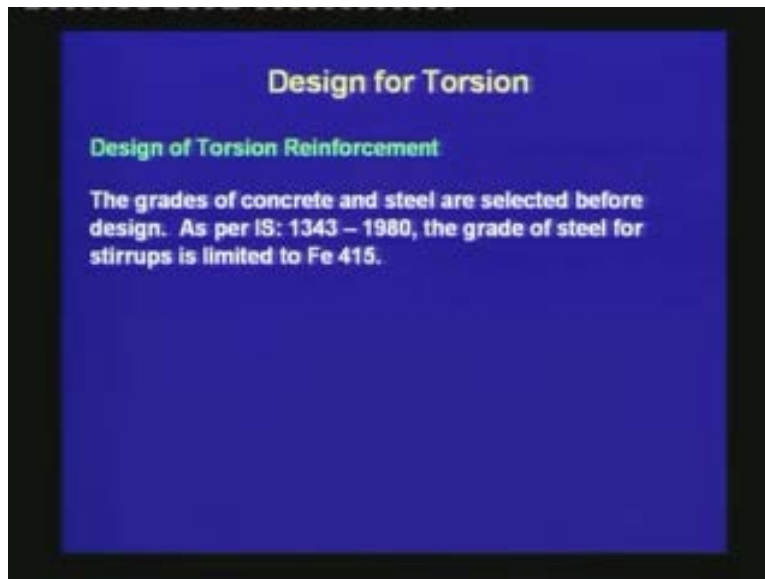 Design for Torsion
Design of Torsion Reinforcement
The grades of concrete and steel are selected before
design. As per IS: 1343 – 1980, the grade of steel for
stirrups is limited to Fe 415.